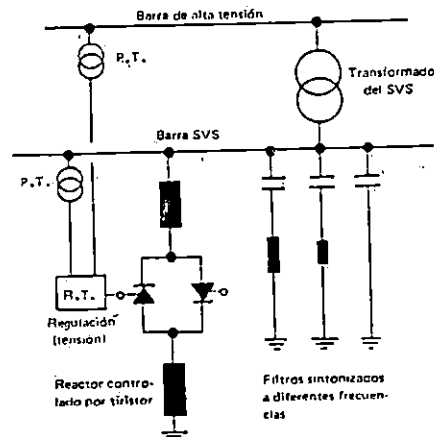 Barra de alta tensión
P.T.
Transformado
del SVS
Barra SVS
P.T.
R.T.
Regulación
(tensión)
Reactor contro-
lado por tiristor
Filtros sintonizados
a diferentes frecuen-
cias